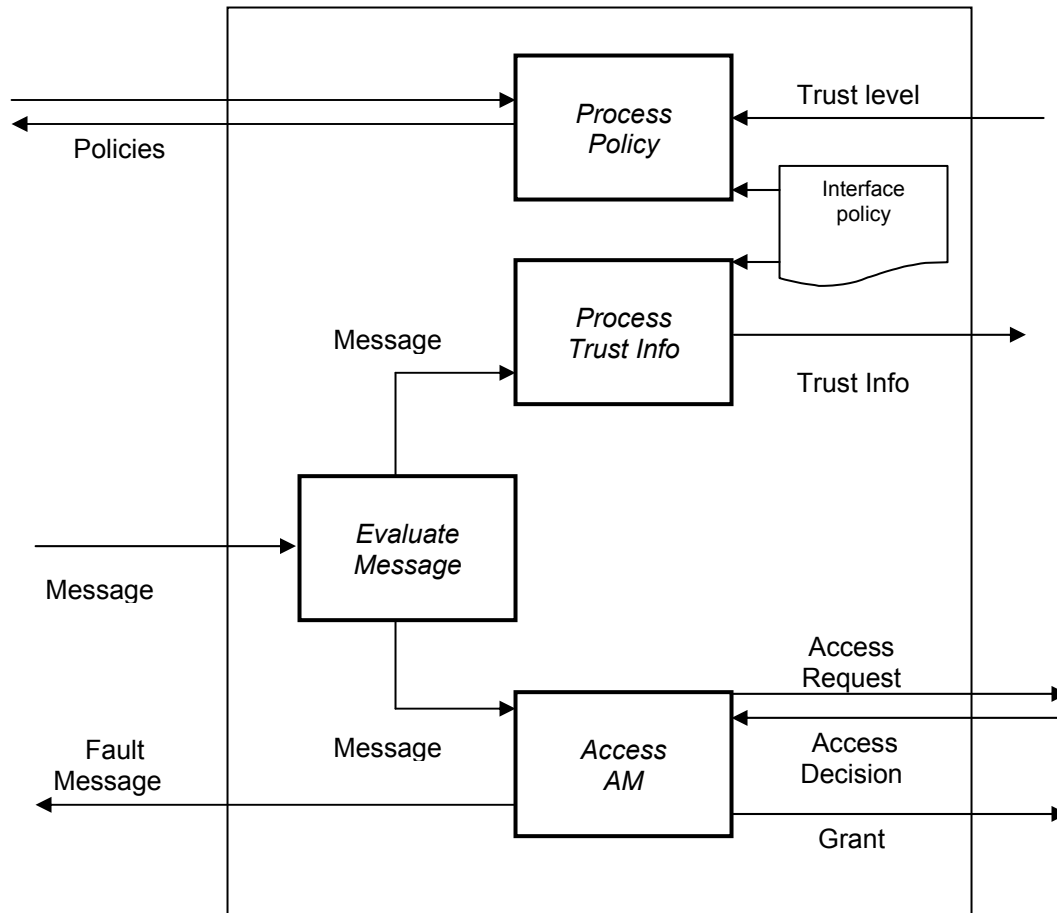 Process
Policy
Trust level
Policies
Interface
policy
Process
Trust Info
Message
Trust Info
Evaluate
Message
Message
Access
Request
Message
Access
AM
Fault
Message
Access
Decision
Grant